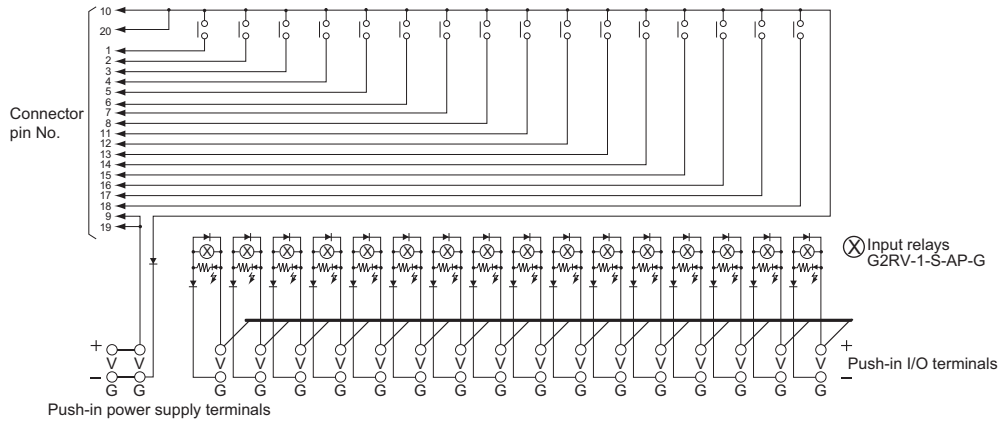 10
20
1
2
3
4
5
6
7
8
11
12
13
14
15
16
17
18
9
19
Connector
pin No.
Input relays
G2RV-1-S-AP-G
+ V V V V V V V V V V V V V V V V V V +
− G G G G G G G G G G G G G G G G G G −
Push-in I/O terminals
Push-in power supply terminals